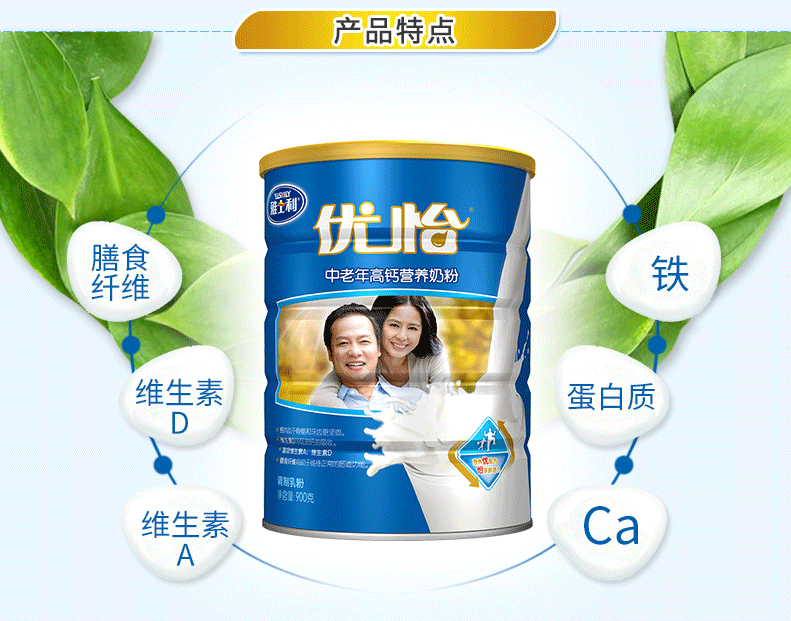 产品特点
膳食
纤维
维生素
D
维生素
A
铁
蛋白质
Ca
YASHILY
雅士利
优怡
中老年高钙营养奶粉
调制乳粉
净含量:900克